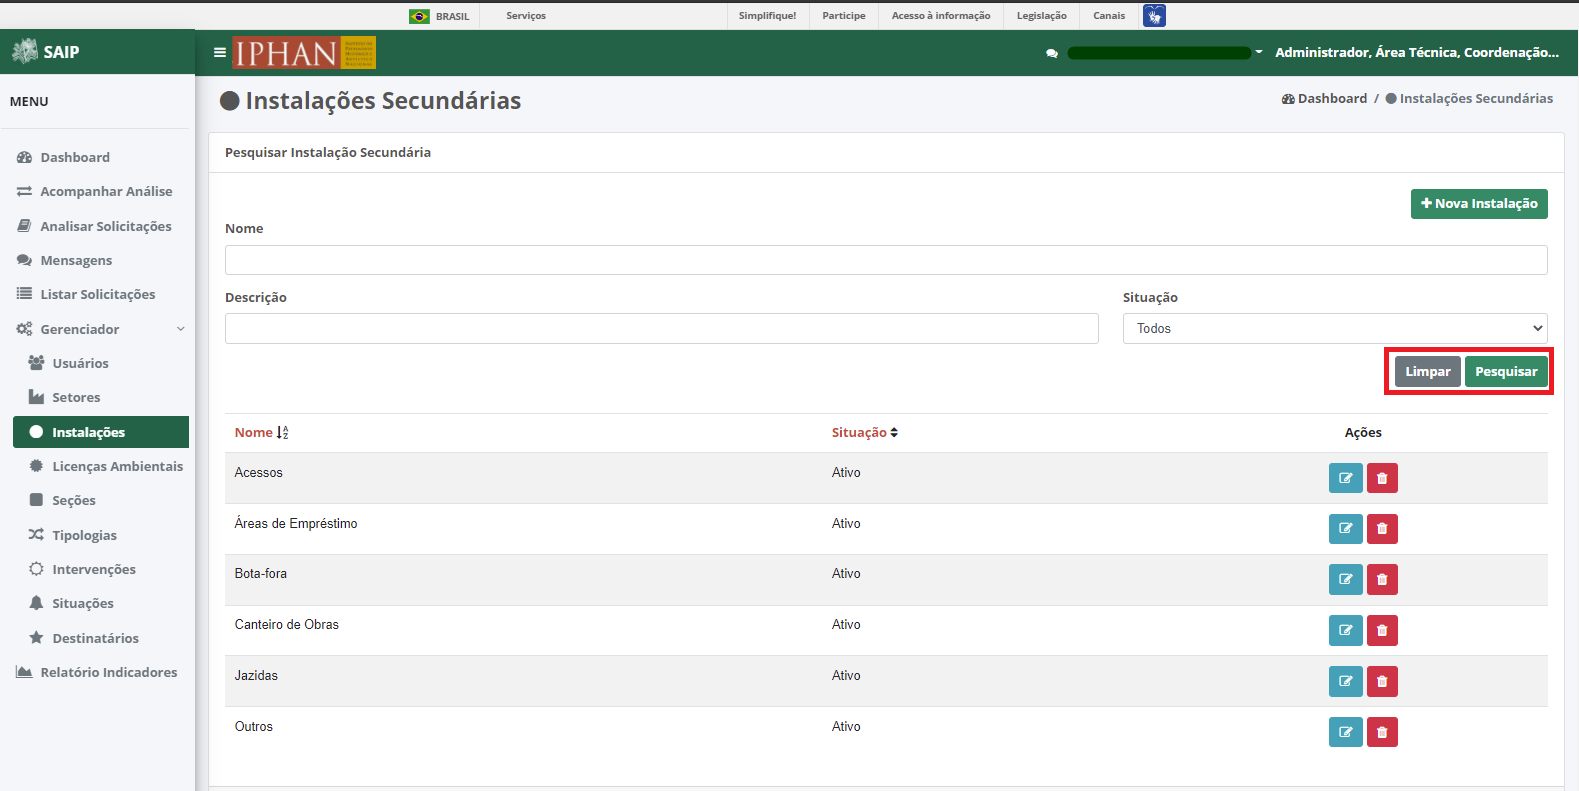 BRASIL Serviços Simplifique! Participe Acesso à informação Legislação Canais
SAIP
IPHAN Administrador, Área Técnica, Coordenação...
MENU
Dashboard
Acompanhar Análise
Analisar Solicitações
Mensagens
Listar Solicitações
Gerenciador
Usuários
Setores
Instalações
Licenças Ambientais
Seções
Tipologias
Intervenções
Situações
Destinatários
Relatório Indicadores
Instalações Secundárias
Dashboard / Instalações Secundárias
Pesquisar Instalação Secundária
Nova Instalação
Nome
Descrição Situação
Todos
Limpar Pesquisar
Nome Situação Ações
Acessos Ativo
Áreas de Empréstimo Ativo
Bota-fora Ativo
Canteiro de Obras Ativo
Jazidas Ativo
Outros Ativo